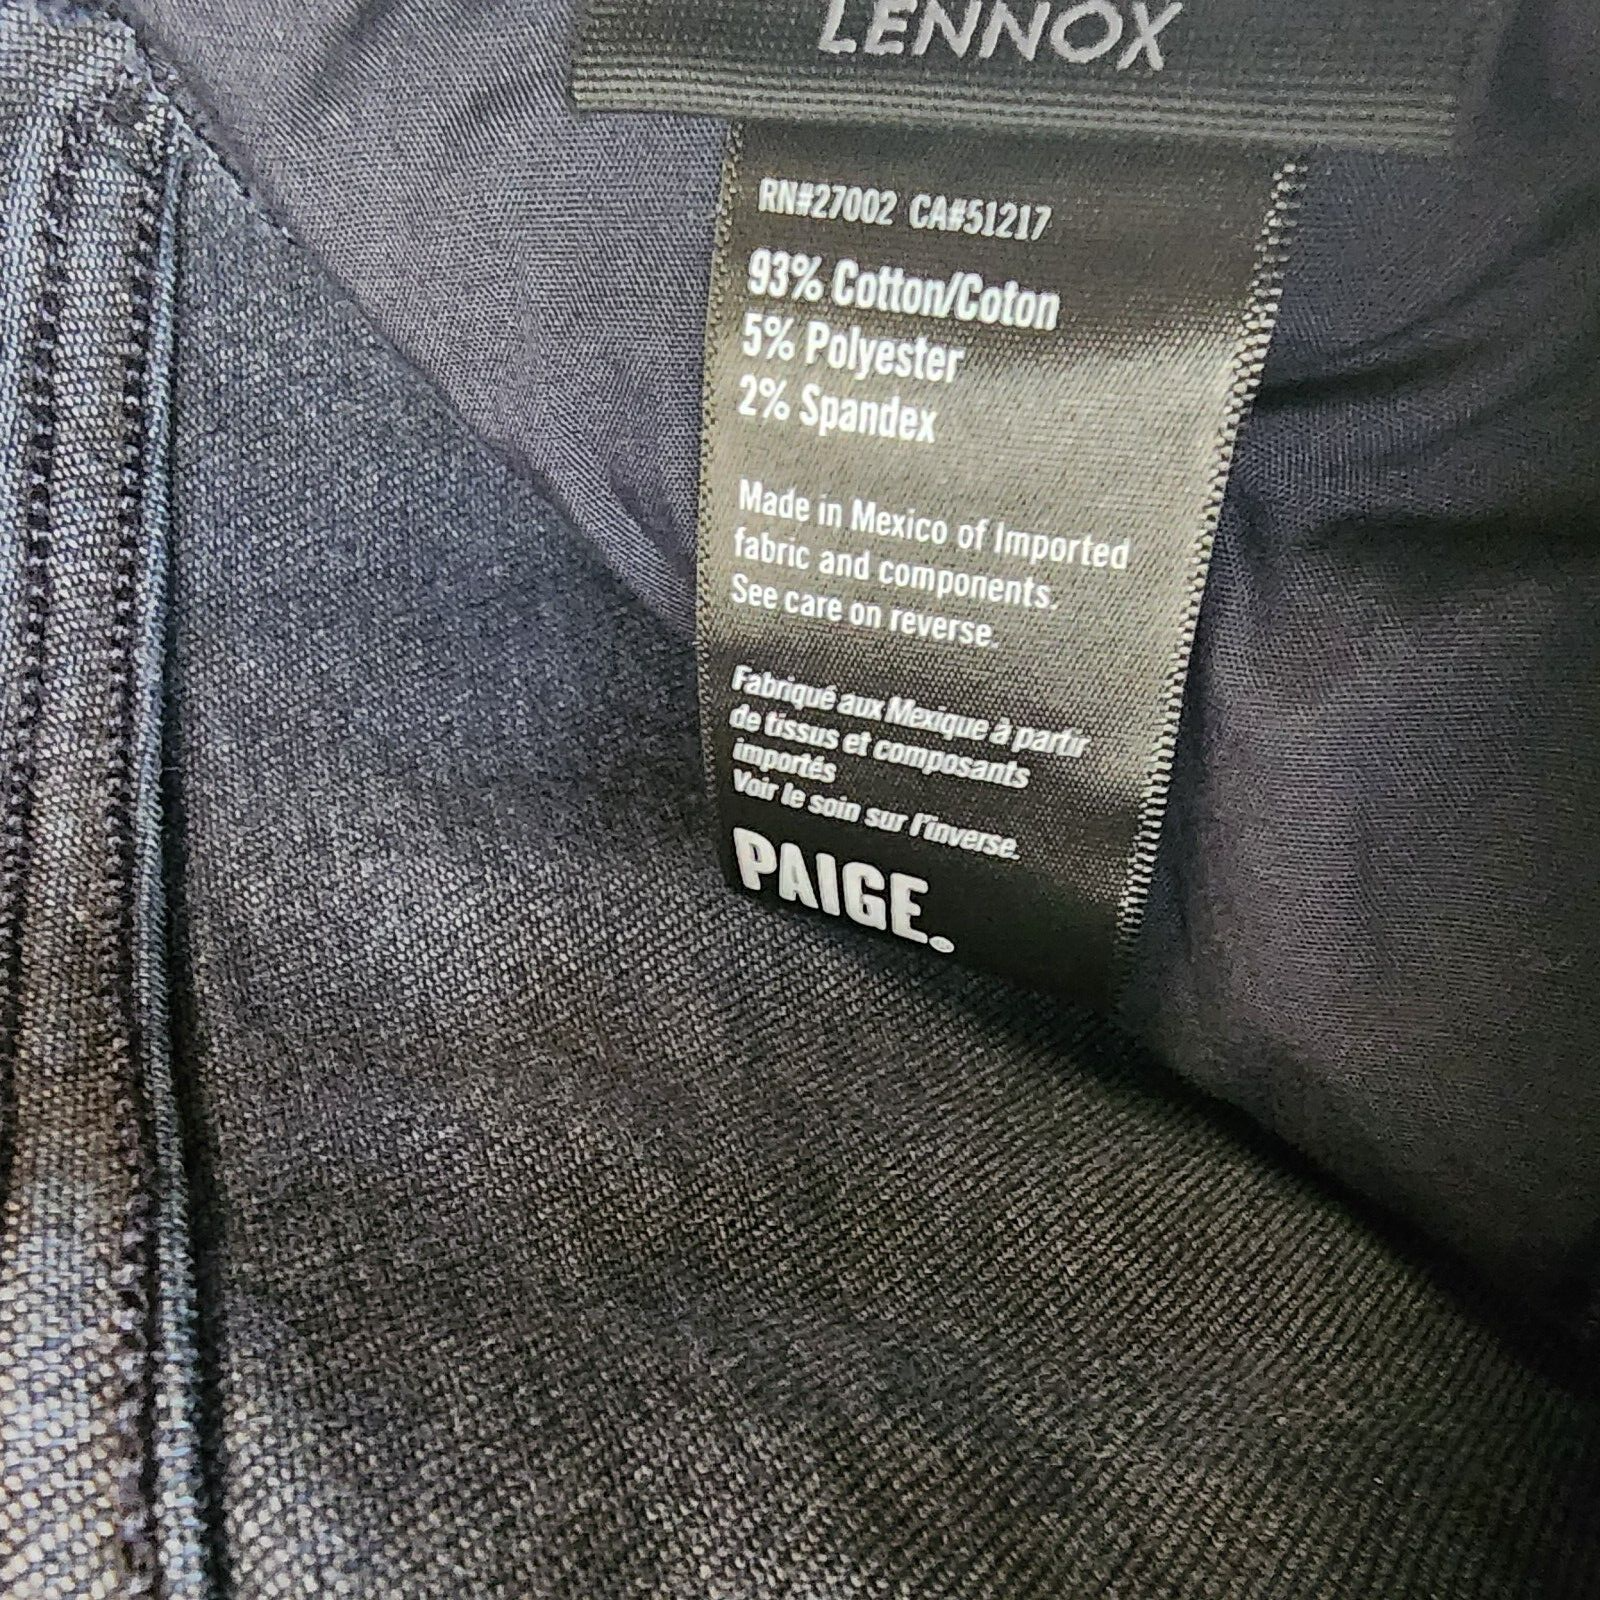 LENNOX
RN#27002 CA#51217
93% Cotton/Coton
5% Polyester
2% Spandex
Made in Mexico of Imported
fabric and components.
See care on reverse.
Fabriqué aux Mexique à partir
de tissus et composants
importés
Voir le soin sur l'inverse.
PAIGE.®